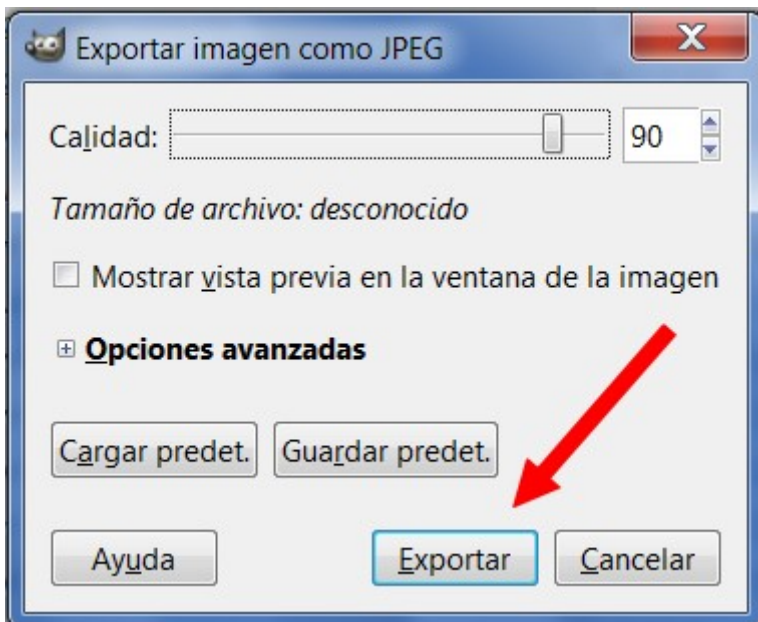 Exportar imagen como JPEG
Calidad: 90
Tamaño de archivo: desconocido
Mostrar vista previa en la ventana de la imagen
Opciones avanzadas
Cargar predet. Guardar predet.
Ayuda Exportar Cancelar